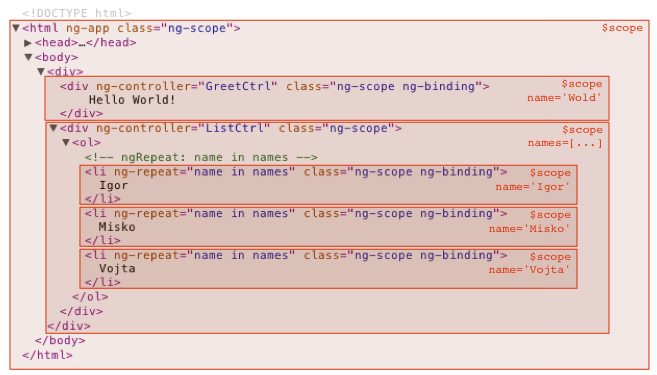 <!DOCTYPE html>
▼<html ng-app class="ng-scope"> $scope
▶<head>…</head>
▼<body>
▼<div>
<div ng-controller="GreetCtrl" class="ng-scope ng-binding"> $scope
Hello World! name='Wold'
</div>
▼<div ng-controller="ListCtrl" class="ng-scope"> $scope
▼<ol> names=[...]
<!-- ngRepeat: name in names -->
<li ng-repeat="name in names" class="ng-scope ng-binding"> $scope
Igor name='Igor'
</li>
<li ng-repeat="name in names" class="ng-scope ng-binding"> $scope
Misko name='Misko'
</li>
<li ng-repeat="name in names" class="ng-scope ng-binding"> $scope
Vojta name='Vojta'
</li>
</ol>
</div>
</div>
</body>
</html>